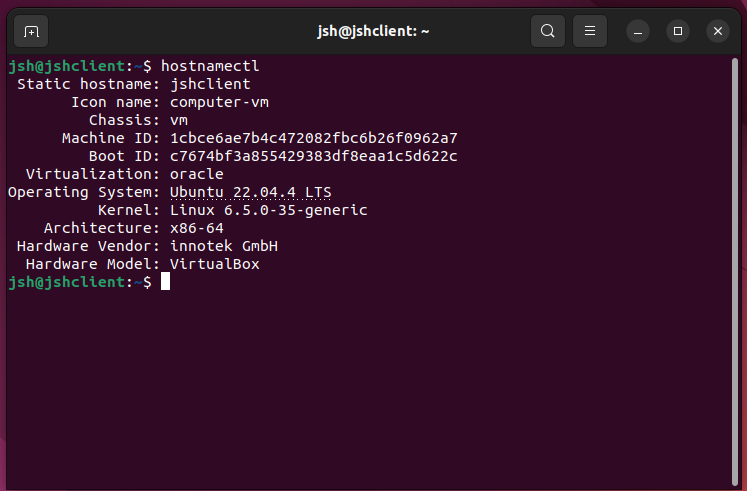 jsh@jshclient: ~
jsh@jshclient:~$ hostnamectl
Static hostname: jshclient
Icon name: computer-vm
Chassis: vm
Machine ID: 1cbce6ae7b4c472082fbc6b26f0962a7
Boot ID: c7674bf3a855429383df8eaa1c5d622c
Virtualization: oracle
Operating System: Ubuntu 22.04.4 LTS
Kernel: Linux 6.5.0-35-generic
Architecture: x86-64
Hardware Vendor: innotek GmbH
Hardware Model: VirtualBox
jsh@jshclient:~$